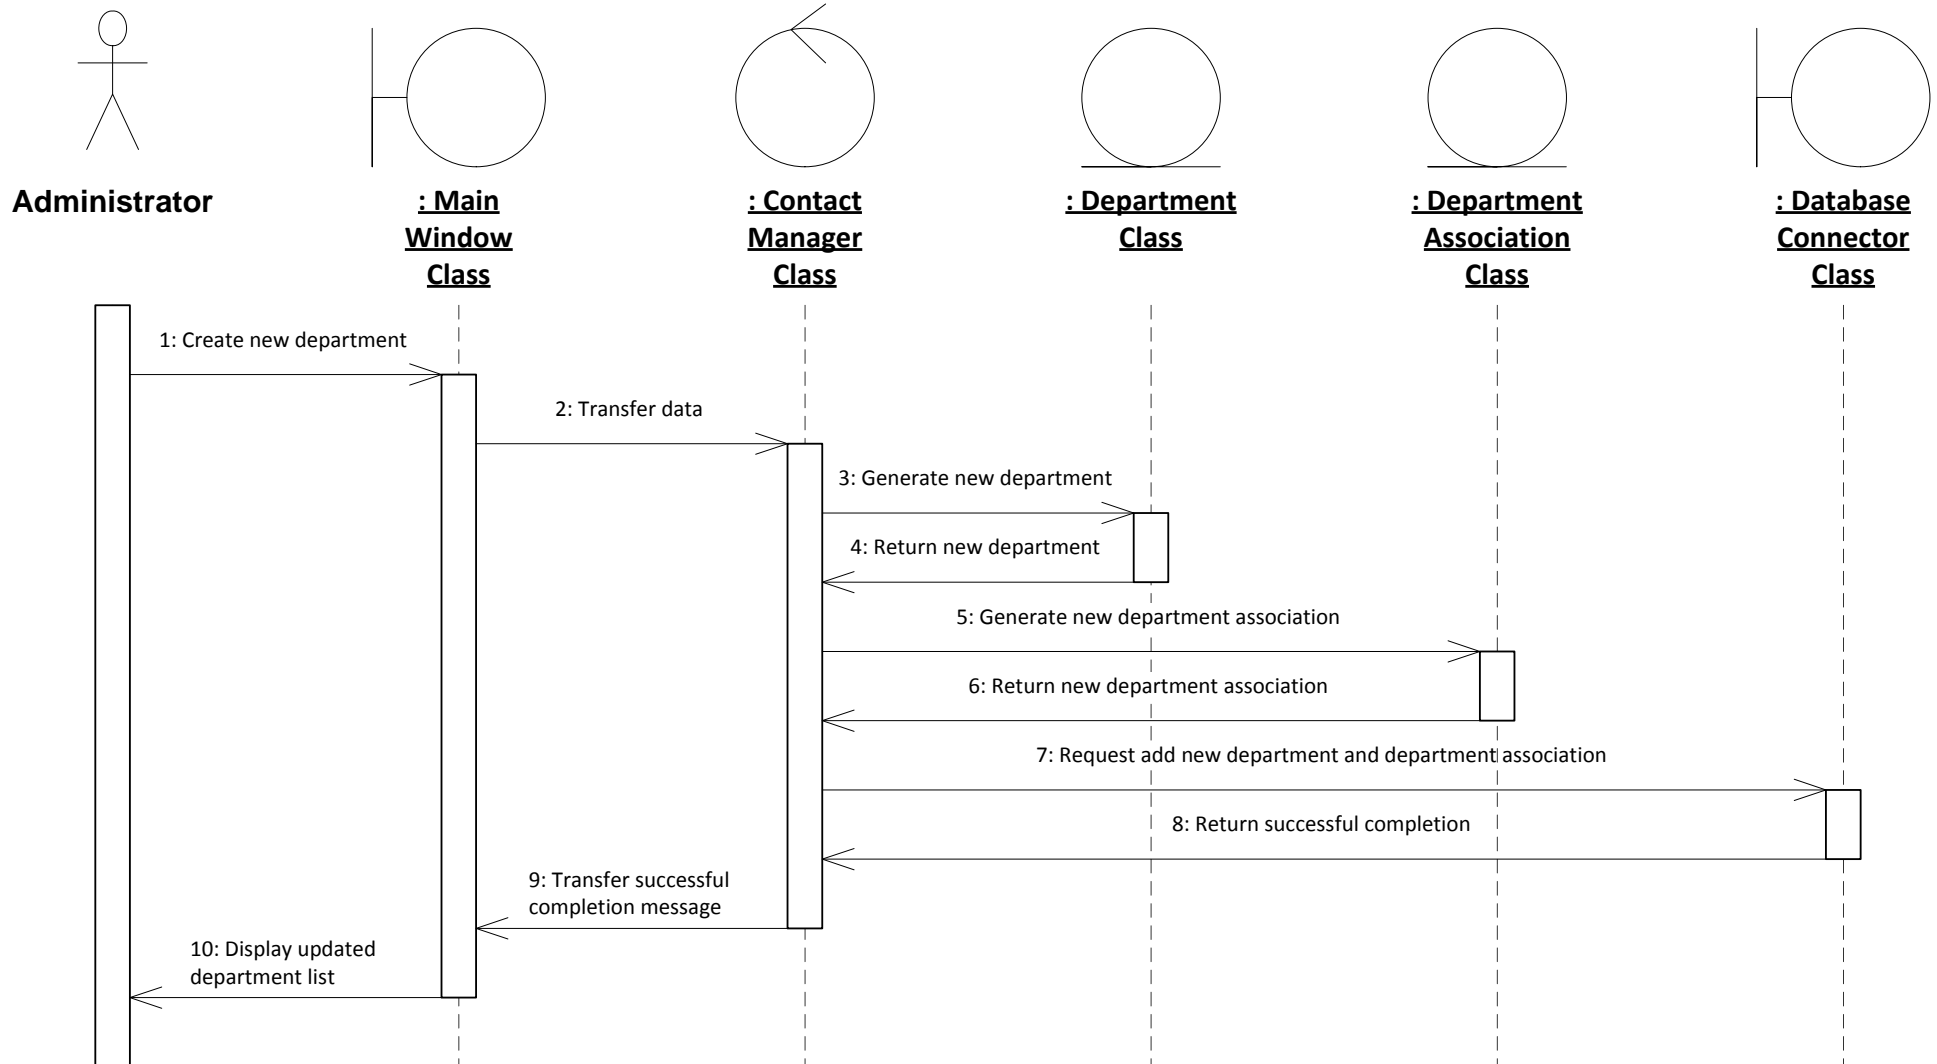 Administrator
: Main
Window
Class
: Contact
Manager
Class
: Department
Class
: Department
Association
Class
: Database
Connector
Class
1: Create new department
2: Transfer data
3: Generate new department
4: Return new department
5: Generate new department association
6: Return new department association
7: Request add new department and department association
8: Return successful completion
9: Transfer successful
completion message
10: Display updated
department list